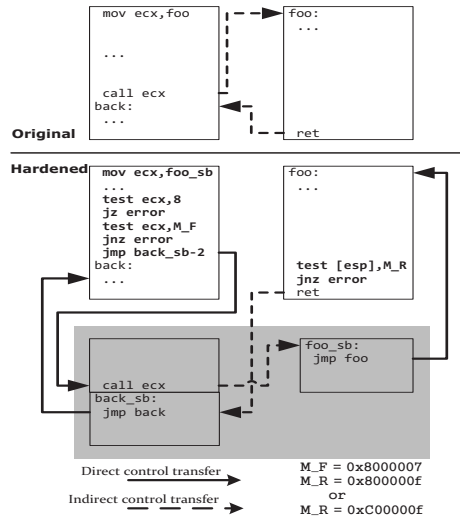 mov ecx,foo
...
call ecx
back:
...
foo:
...
ret
Original
Hardened
mov ecx,foo_sb
...
test ecx,8
jz error
test ecx,M_F
jnz error
jmp back_sb-2
back:
...
foo:
...
test [esp],M_R
jnz error
ret
call ecx
back_sb:
jmp back
foo_sb:
jmp foo
Direct control transfer
Indirect control transfer
M_F = 0x8000007
M_R = 0x800000f
or
M_R = 0xC00000f